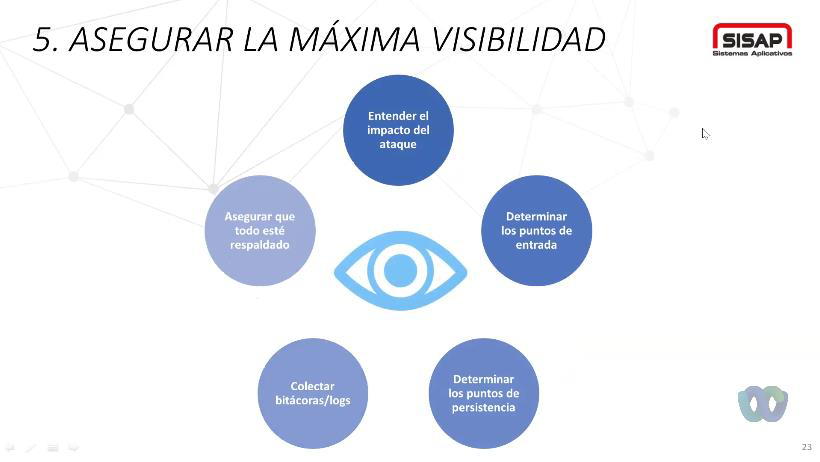 5. ASEGURAR LA MÁXIMA VISIBILIDAD
SISAP
Sistemas Aplicativos
Entender el
impacto del
ataque
Asegurar que
todo esté
respaldado
Determinar
los puntos de
entrada
Colectar
bitácoras/logs
Determinar
los puntos de
persistencia
23